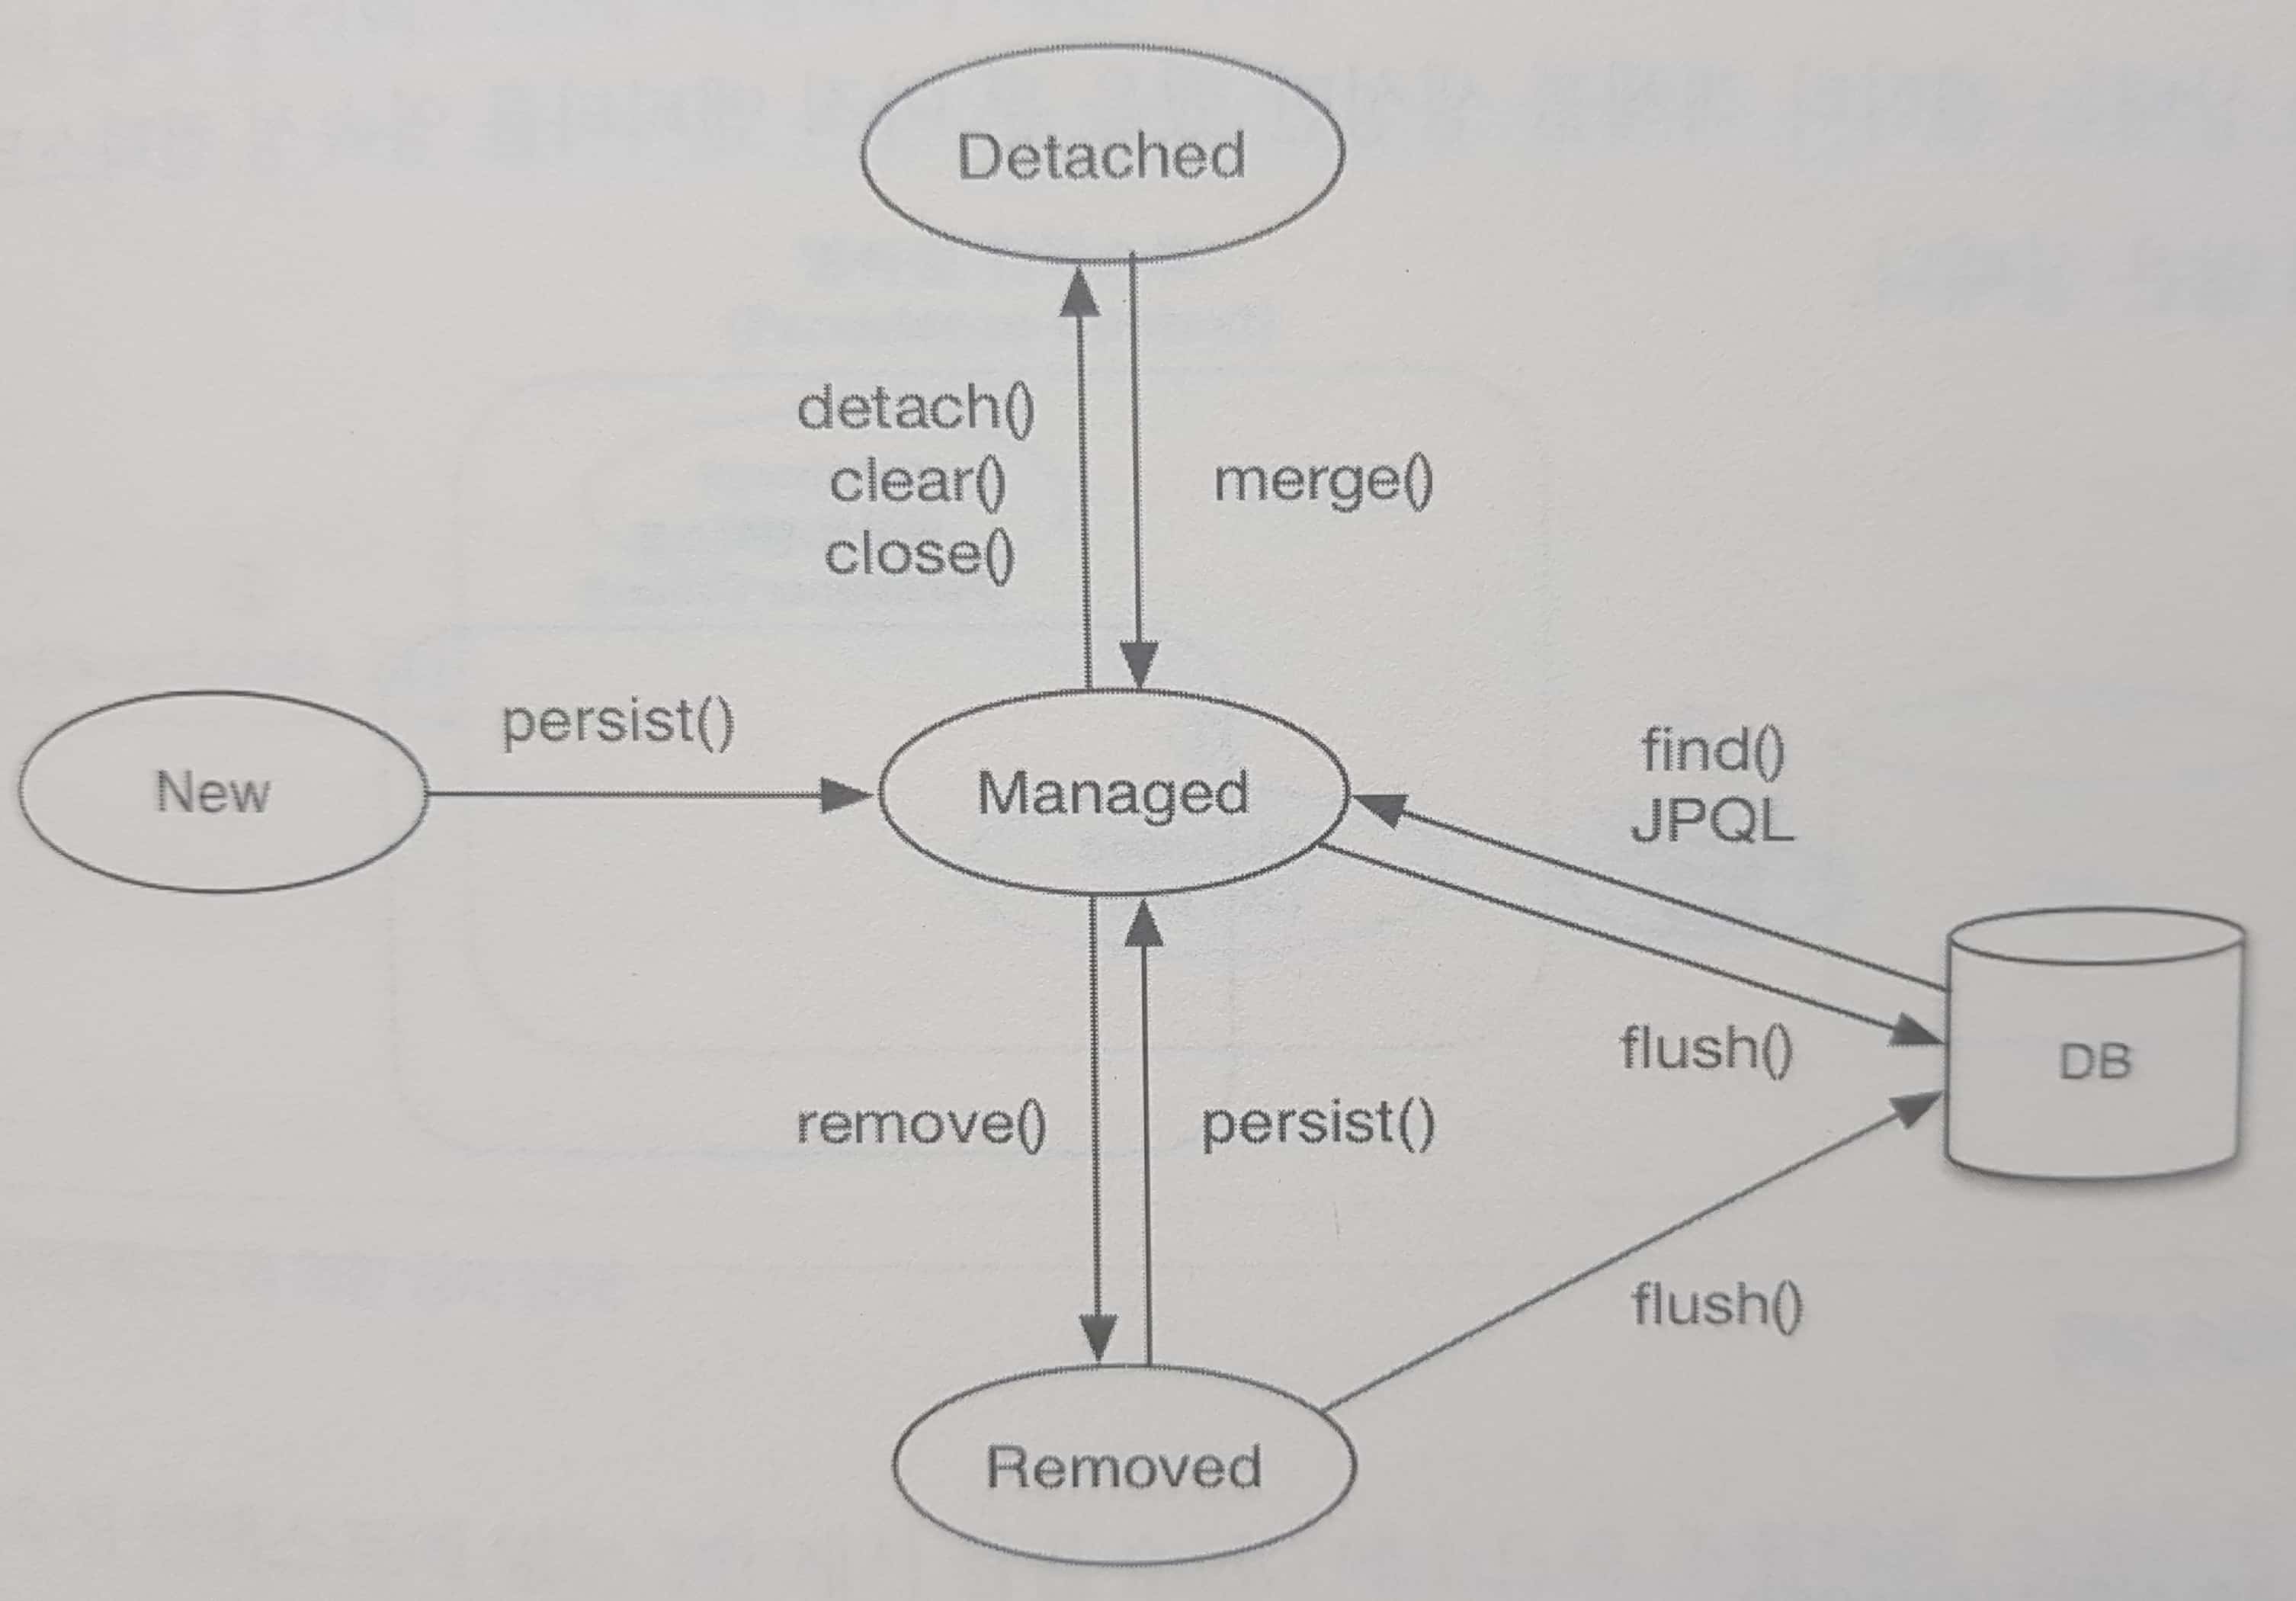 Detached
detach()
clear()
close()
merge()
New
persist()
Managed
find()
JPQL
flush()
DB
remove()
persist()
flush()
Removed